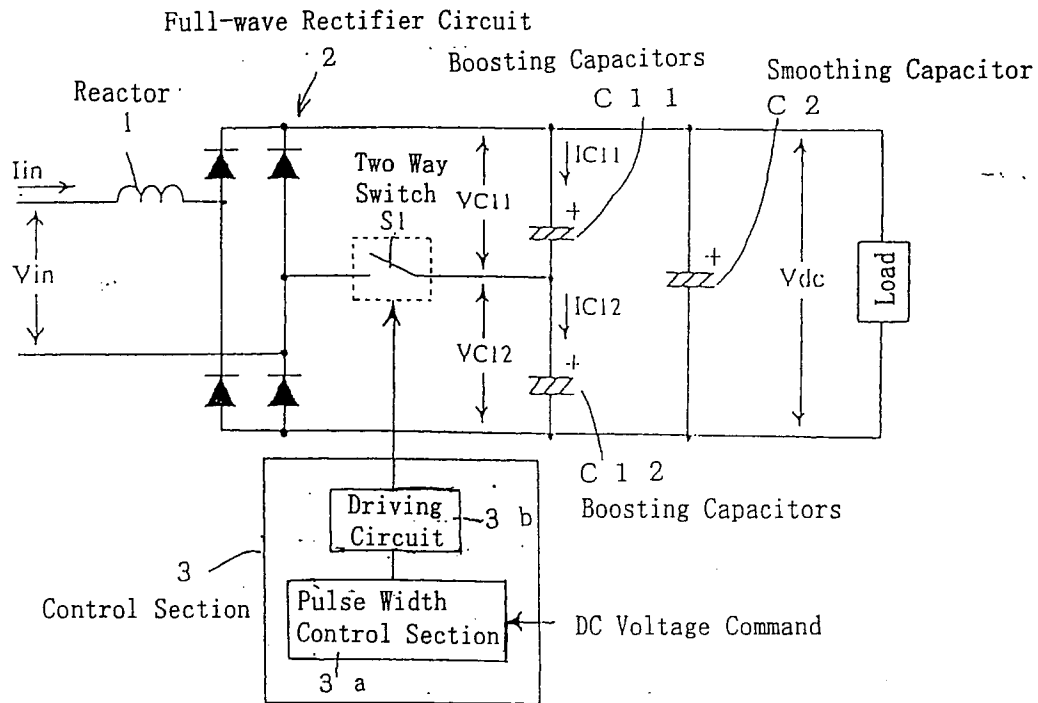 Full-wave Rectifier Circuit
2
Boosting Capacitors
C 1 1
Smoothing Capacitor
C 2
Reactor
1
Iin
Two Way
Switch
S1
VC11
IC11
+
Vin
+
Vdc
Load
VC12
IC12
+
C 1 2
Boosting Capacitors
Driving
Circuit
3 b
3
Control Section
Pulse Width
Control Section
DC Voltage Command
3 a